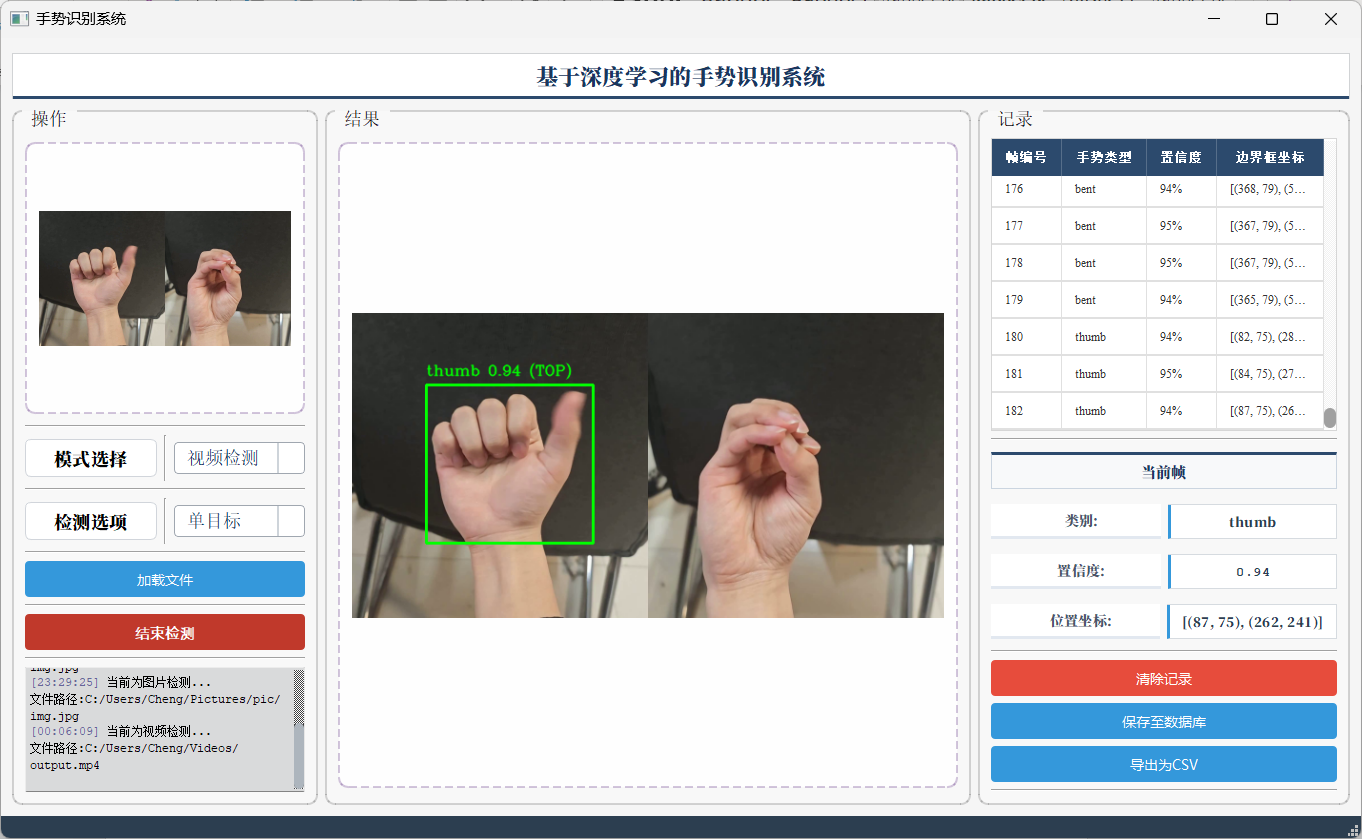 手势识别系统
基于深度学习的手势识别系统
操作
模式选择
视频检测
检测选项
单目标
加载文件
结束检测
img.jpg
[23:29:25] 当前为图片检测...
文件路径:C:/Users/Cheng/Pictures/pic/
img.jpg
[00:06:09] 当前为视频检测...
文件路径:C:/Users/Cheng/Videos/
output.mp4
结果
thumb 0.94 (TOP)
记录
帧编号 手势类型 置信度 边界框坐标
176 bent 94% [(368, 79), (5...
177 bent 95% [(367, 79), (5...
178 bent 95% [(367, 79), (5...
179 bent 94% [(365, 79), (5...
180 thumb 94% [(82, 75), (28...
181 thumb 95% [(84, 75), (27...
182 thumb 94% [(87, 75), (26...
当前帧
类别: thumb
置信度: 0.94
位置坐标: [(87, 75), (262, 241)]
清除记录
保存至数据库
导出为CSV